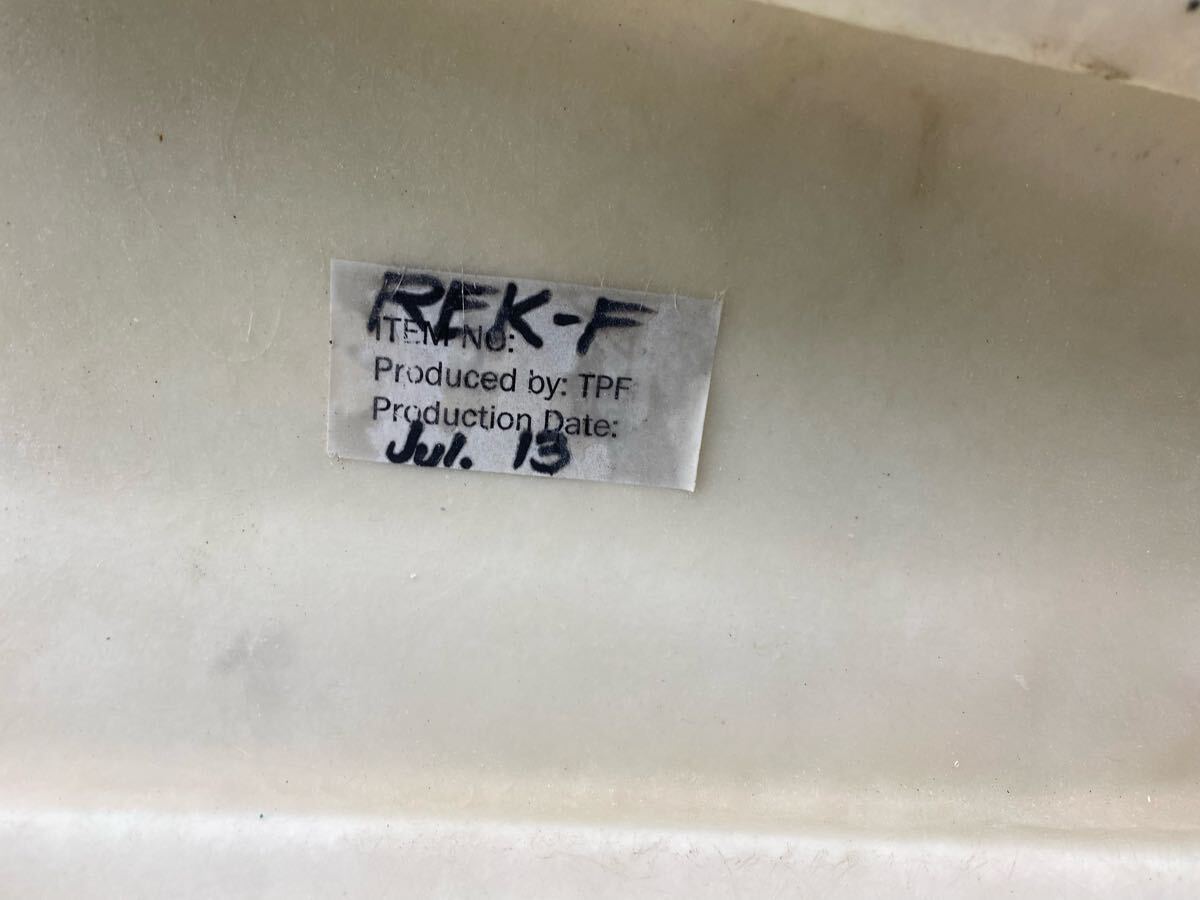 REK-F
ITEM NO:
Produced by: TPF
Production Date:
Jul. 13